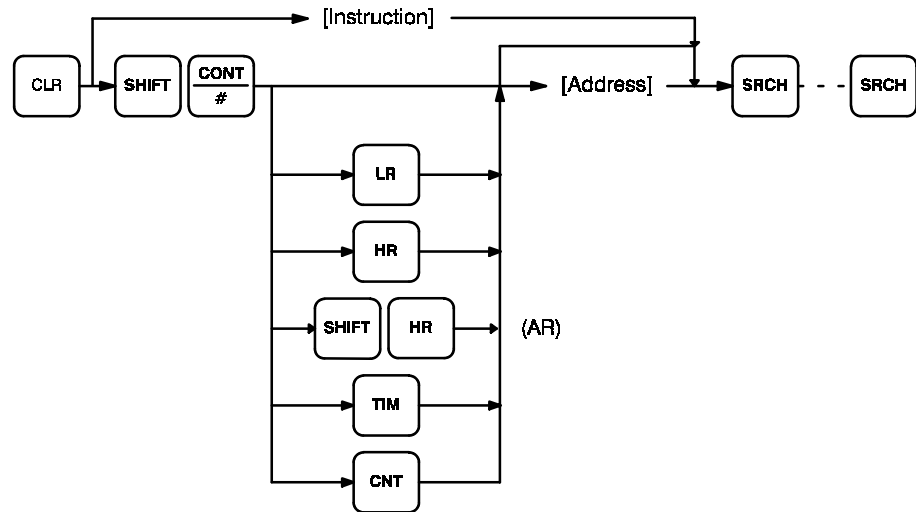 [Instruction]
CLR SHIFT CONT # [Address] SRCH - - SRCH
LR
HR
SHIFT HR (AR)
TIM
CNT